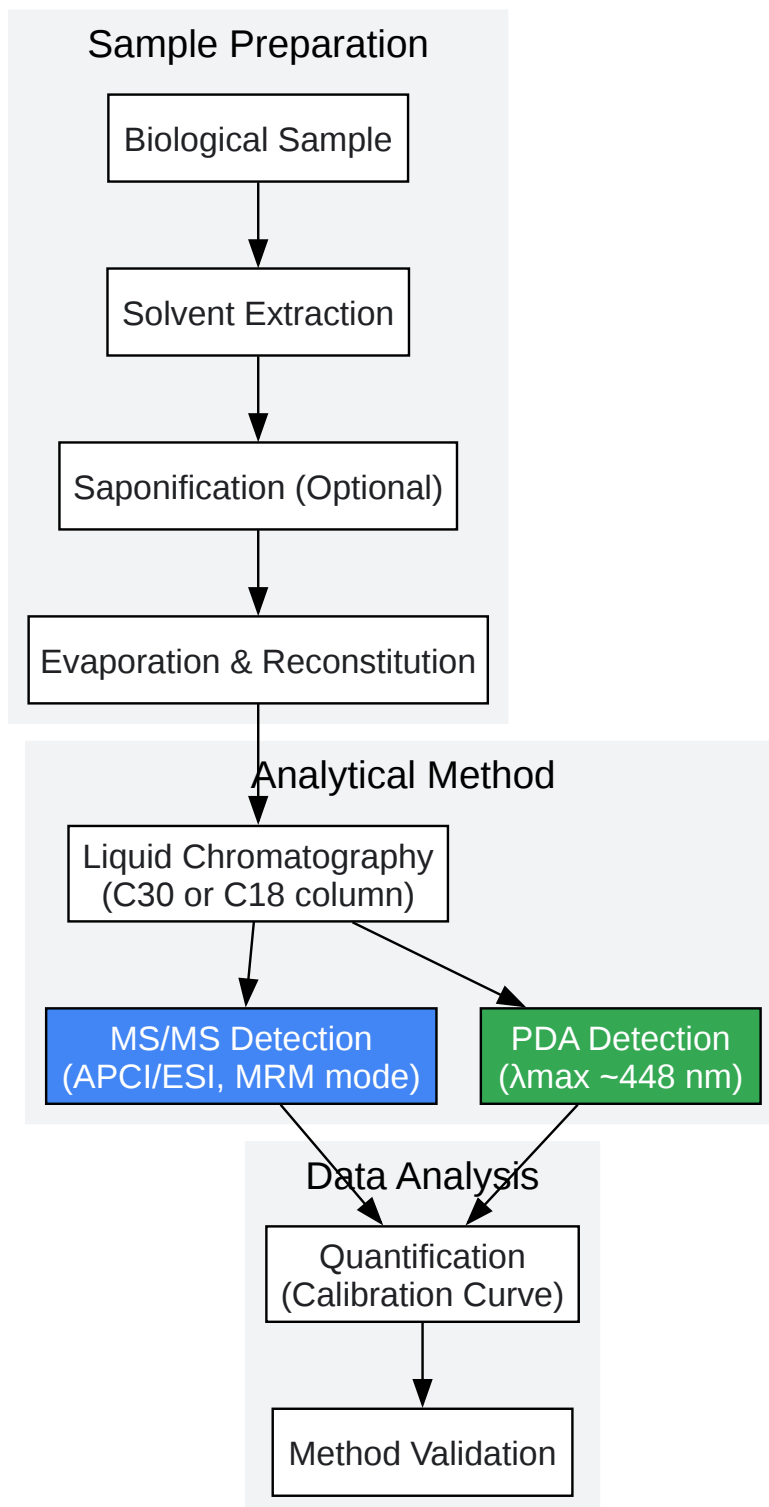 Sample Preparation
Biological Sample
Solvent Extraction
Saponification (Optional)
Evaporation & Reconstitution
Analytical Method
Liquid Chromatography
(C30 or C18 column)
MS/MS Detection
(APCI/ESI, MRM mode)
PDA Detection
(λmax ~448 nm)
Data Analysis
Quantification
(Calibration Curve)
Method Validation